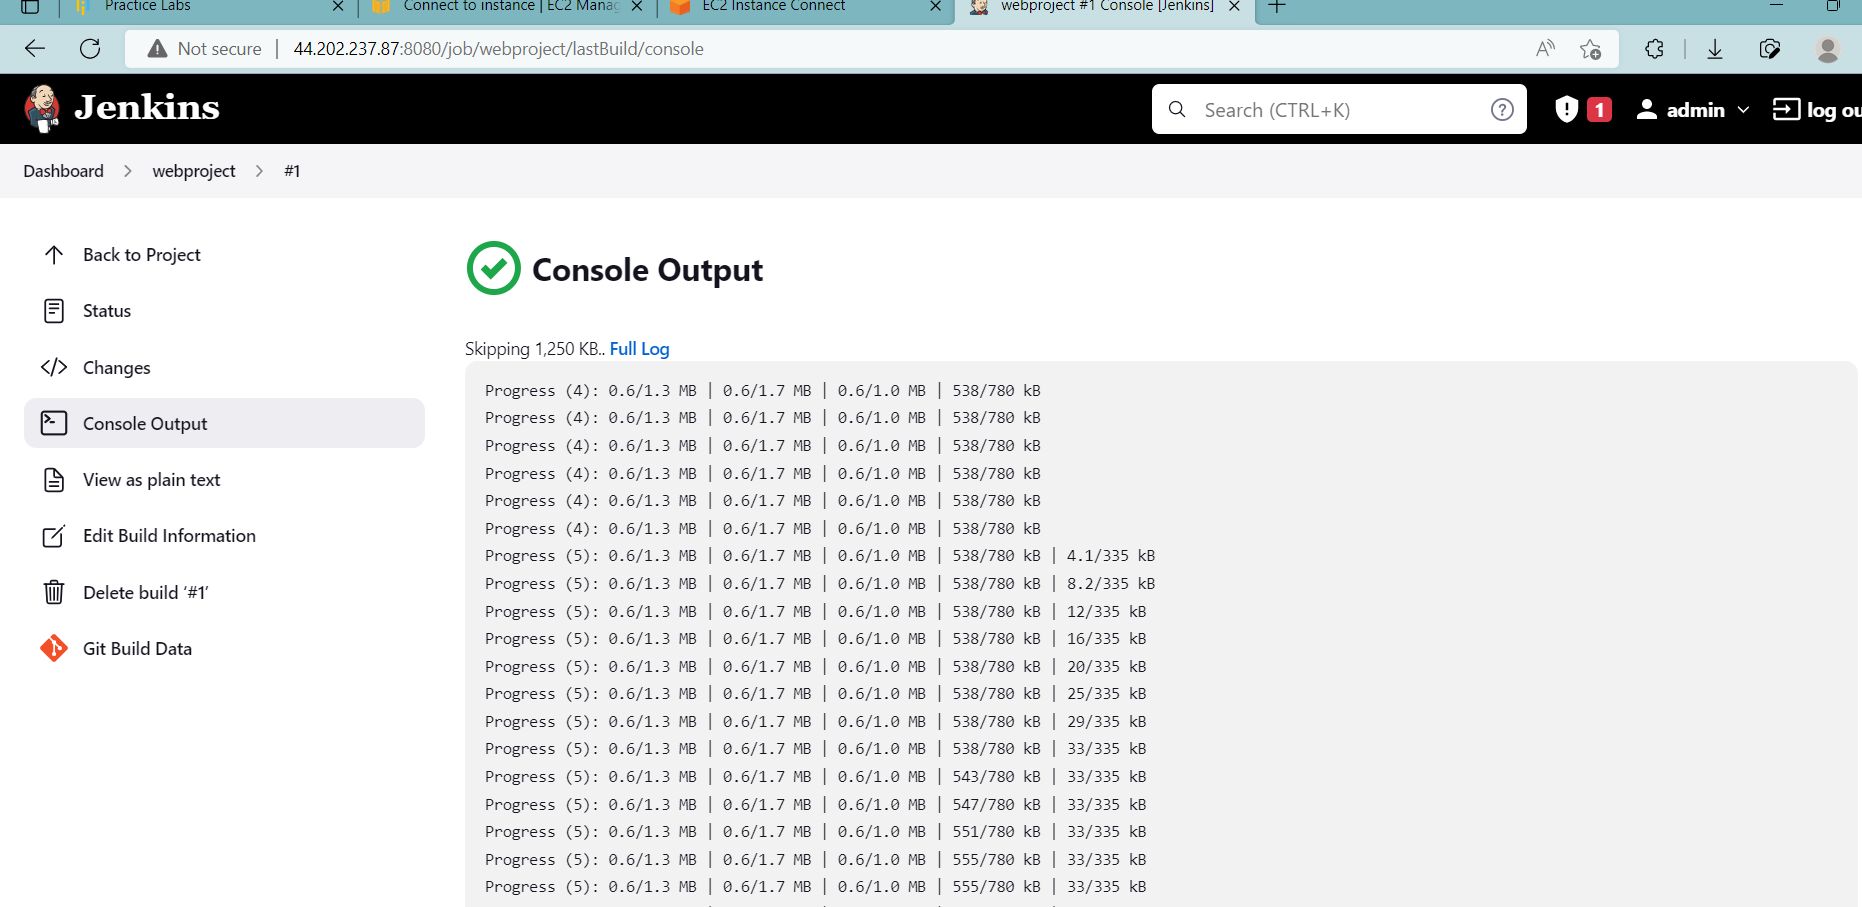 Practice Labs
Connect to instance | EC2 Manag
EC2 Instance Connect
webproject #1 Console [Jenkins]
Not secure | 44.202.237.87:8080/job/webproject/lastBuild/console
Jenkins
Search (CTRL+K)
1
admin
log ou
Dashboard > webproject > #1
Back to Project
Status
Changes
Console Output
View as plain text
Edit Build Information
Delete build ‘#1’
Git Build Data
Console Output
Skipping 1,250 KB.. Full Log
Progress (4): 0.6/1.3 MB | 0.6/1.7 MB | 0.6/1.0 MB | 538/780 kB
Progress (4): 0.6/1.3 MB | 0.6/1.7 MB | 0.6/1.0 MB | 538/780 kB
Progress (4): 0.6/1.3 MB | 0.6/1.7 MB | 0.6/1.0 MB | 538/780 kB
Progress (4): 0.6/1.3 MB | 0.6/1.7 MB | 0.6/1.0 MB | 538/780 kB
Progress (4): 0.6/1.3 MB | 0.6/1.7 MB | 0.6/1.0 MB | 538/780 kB
Progress (4): 0.6/1.3 MB | 0.6/1.7 MB | 0.6/1.0 MB | 538/780 kB
Progress (5): 0.6/1.3 MB | 0.6/1.7 MB | 0.6/1.0 MB | 538/780 kB | 4.1/335 kB
Progress (5): 0.6/1.3 MB | 0.6/1.7 MB | 0.6/1.0 MB | 538/780 kB | 8.2/335 kB
Progress (5): 0.6/1.3 MB | 0.6/1.7 MB | 0.6/1.0 MB | 538/780 kB | 12/335 kB
Progress (5): 0.6/1.3 MB | 0.6/1.7 MB | 0.6/1.0 MB | 538/780 kB | 16/335 kB
Progress (5): 0.6/1.3 MB | 0.6/1.7 MB | 0.6/1.0 MB | 538/780 kB | 20/335 kB
Progress (5): 0.6/1.3 MB | 0.6/1.7 MB | 0.6/1.0 MB | 538/780 kB | 25/335 kB
Progress (5): 0.6/1.3 MB | 0.6/1.7 MB | 0.6/1.0 MB | 538/780 kB | 29/335 kB
Progress (5): 0.6/1.3 MB | 0.6/1.7 MB | 0.6/1.0 MB | 538/780 kB | 33/335 kB
Progress (5): 0.6/1.3 MB | 0.6/1.7 MB | 0.6/1.0 MB | 543/780 kB | 33/335 kB
Progress (5): 0.6/1.3 MB | 0.6/1.7 MB | 0.6/1.0 MB | 547/780 kB | 33/335 kB
Progress (5): 0.6/1.3 MB | 0.6/1.7 MB | 0.6/1.0 MB | 551/780 kB | 33/335 kB
Progress (5): 0.6/1.3 MB | 0.6/1.7 MB | 0.6/1.0 MB | 555/780 kB | 33/335 kB
Progress (5): 0.6/1.3 MB | 0.6/1.7 MB | 0.6/1.0 MB | 555/780 kB | 33/335 kB